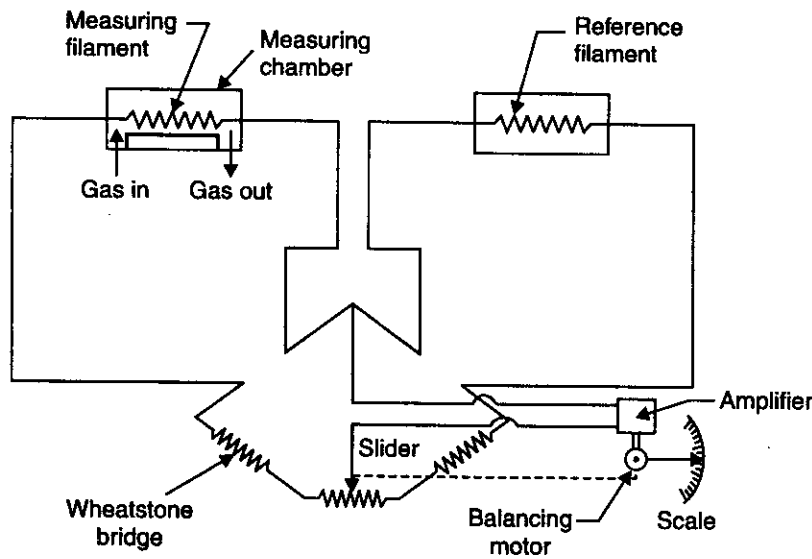 Measuring
filament
Measuring
chamber
Reference
filament
Gas in
Gas out
Amplifier
Slider
Wheatstone
bridge
Balancing
motor
Scale